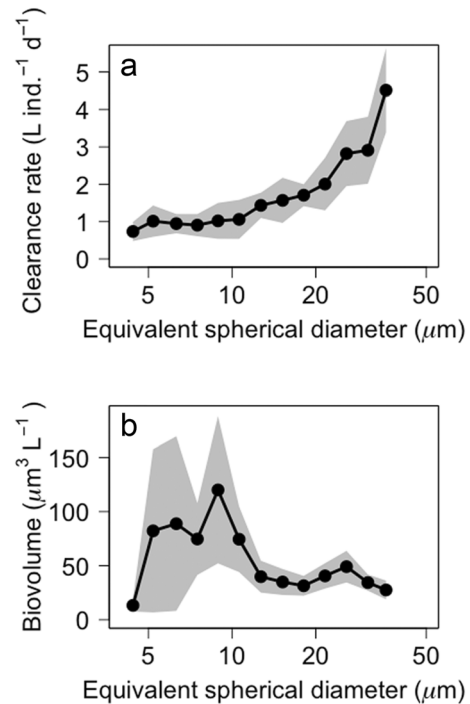 a
Clearance rate (L ind.⁻¹ d⁻¹)
5
4
3
2
1
0
5 10 20 50
Equivalent spherical diameter (μm)
b
Biovolume (μm³ L⁻¹ )
150
100
50
0
5 10 20 50
Equivalent spherical diameter (μm)